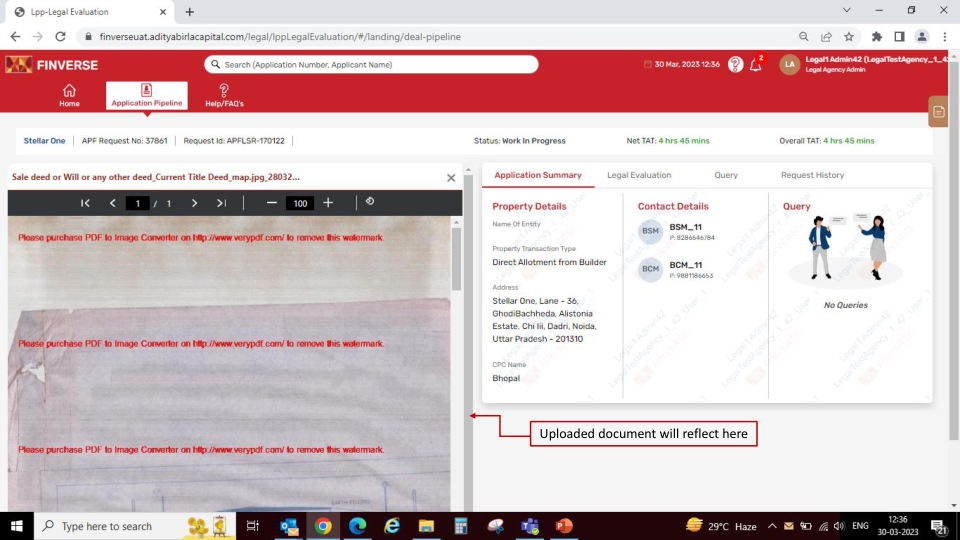 Lpp-Legal Evaluation
finverseuat.adityabirlacapital.com/legal/lppLegalEvaluation/#/landing/deal-pipeline
FINVERSE
Search (Application Number, Applicant Name)
30 Mar, 2023 12:36
2
LA
Legal1 Admin42 (LegalTestAgency_1_4
Legal Agency Admin
Home
Application Pipeline
Help/FAQ's
Stellar One
APF Request No: 37861
Request Id: APFLSR-170122
Status: Work In Progress
Net TAT: 4 hrs 45 mins
Overall TAT: 4 hrs 45 mins
Sale deed or Will or any other deed_Current Title Deed_map.jpg_28032...
1 / 1
100
Please purchase PDF to Image Converter on http://www.verypdf.com/ to remove this watermark.
Please purchase PDF to Image Converter on http://www.verypdf.com/ to remove this watermark.
Please purchase PDF to Image Converter on http://www.verypdf.com/ to remove this watermark.
Application Summary
Legal Evaluation
Query
Request History
Property Details
Name Of Entity
Property Transaction Type
Direct Allotment from Builder
Address
Stellar One, Lane - 36,
GhodiBachheda, Alistonia
Estate, Chi Iii, Dadri, Noida,
Uttar Pradesh - 201310
CPC Name
Bhopal
Contact Details
BSM
BSM_11
P: 8286546784
BCM
BCM_11
P: 9881186653
Query
No Queries
Uploaded document will reflect here
Type here to search
29°C Haze
ENG
12:36
30-03-2023
21